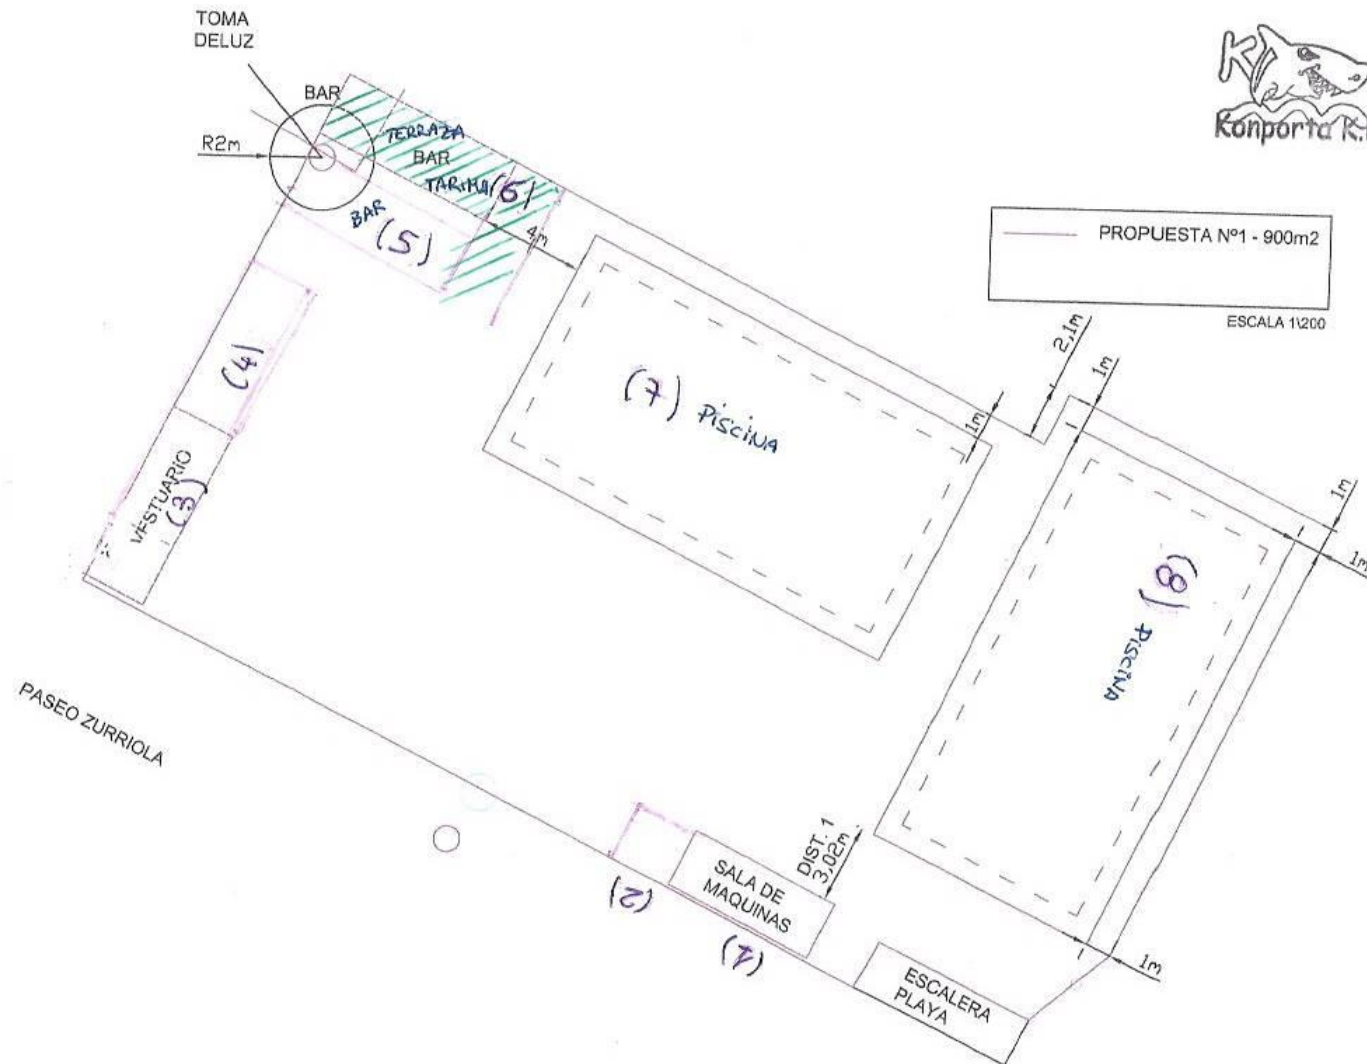 TOMA
DELUZ
BAR
R2m
TERRAZA
BAR
TARIMA (6)
BAR
(5)
4m
Konporta K.
PROPUESTA Nº1 - 900m2
ESCALA 1\200
2,1m
1m
1m
1m
1m
(4)
VESTUARIO
(3)
(7) PisciNA
(8)
PisciNA
PASEO ZURRIOLA
DIST. 1
3,02m
SALA DE
MAQUINAS
(2)
(1)
ESCALERA
PLAYA
1m